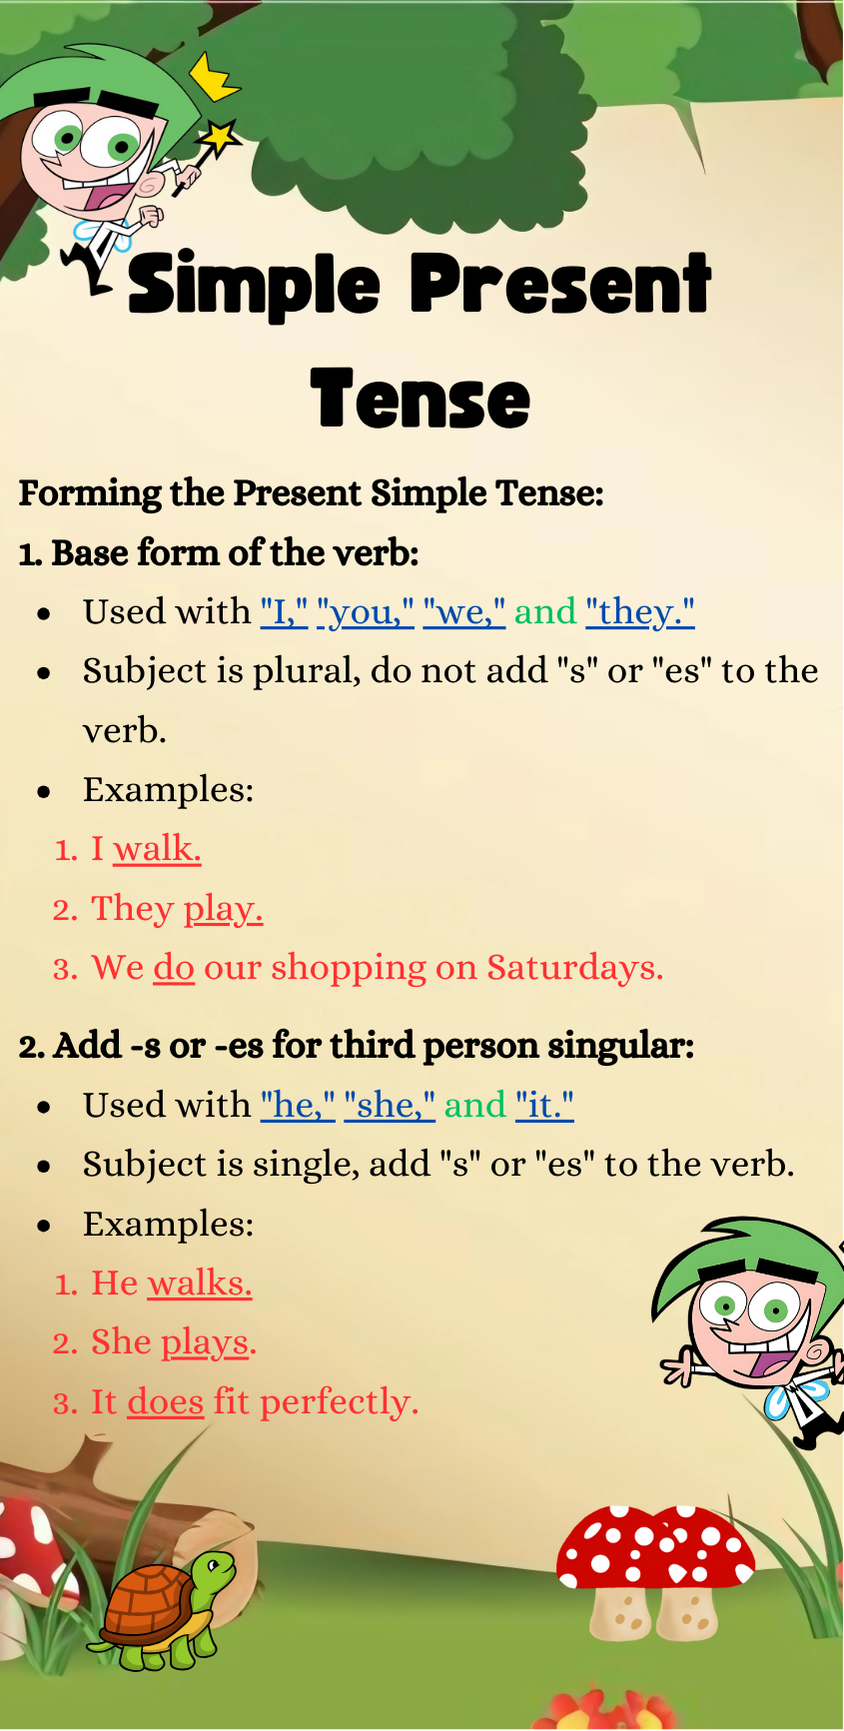 Simple Present
Tense
Forming the Present Simple Tense:
1. Base form of the verb:
• Used with "I," "you," "we," and "they."
• Subject is plural, do not add "s" or "es" to the
verb.
• Examples:
1. I walk.
2. They play.
3. We do our shopping on Saturdays.
2. Add -s or -es for third person singular:
• Used with "he," "she," and "it."
• Subject is single, add "s" or "es" to the verb.
• Examples:
1. He walks.
2. She plays.
3. It does fit perfectly.